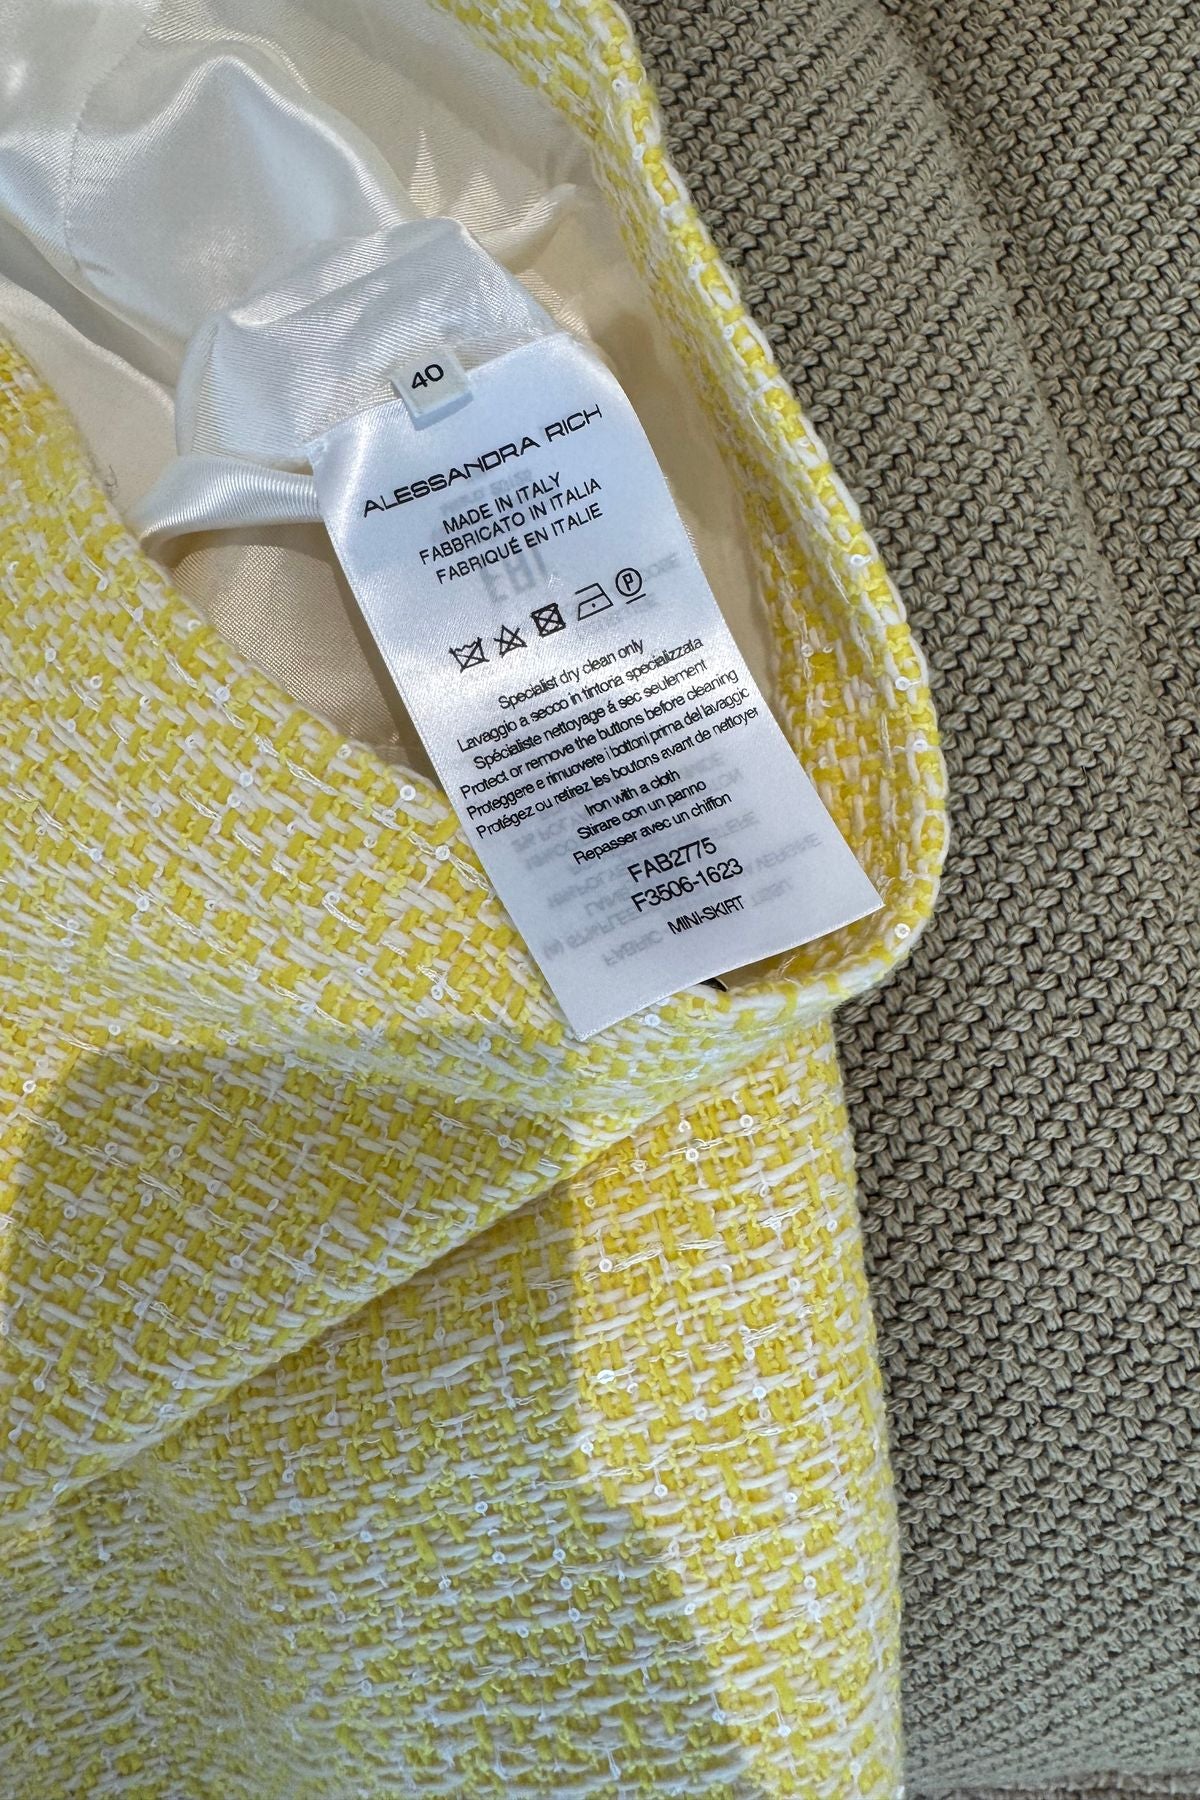 40
ALESSANDRA RICH
MADE IN ITALY
FABBRICATO IN ITALIA
FABRIQUÉ EN ITALIE
P
Specialist dry clean only
Lavaggio a secco in tintoria specializzata
Spécialiste nettoyage á sec seulement
Protect or remove the buttons before cleaning
Proteggere e rimuovere i bottoni prima del lavaggio
Protégez ou retirez les boutons avant de nettoyer
Iron with a cloth
Stirare con un panno
Repasser avec un chiffon
FAB2775
F3506-1623
MINI-SKIRT